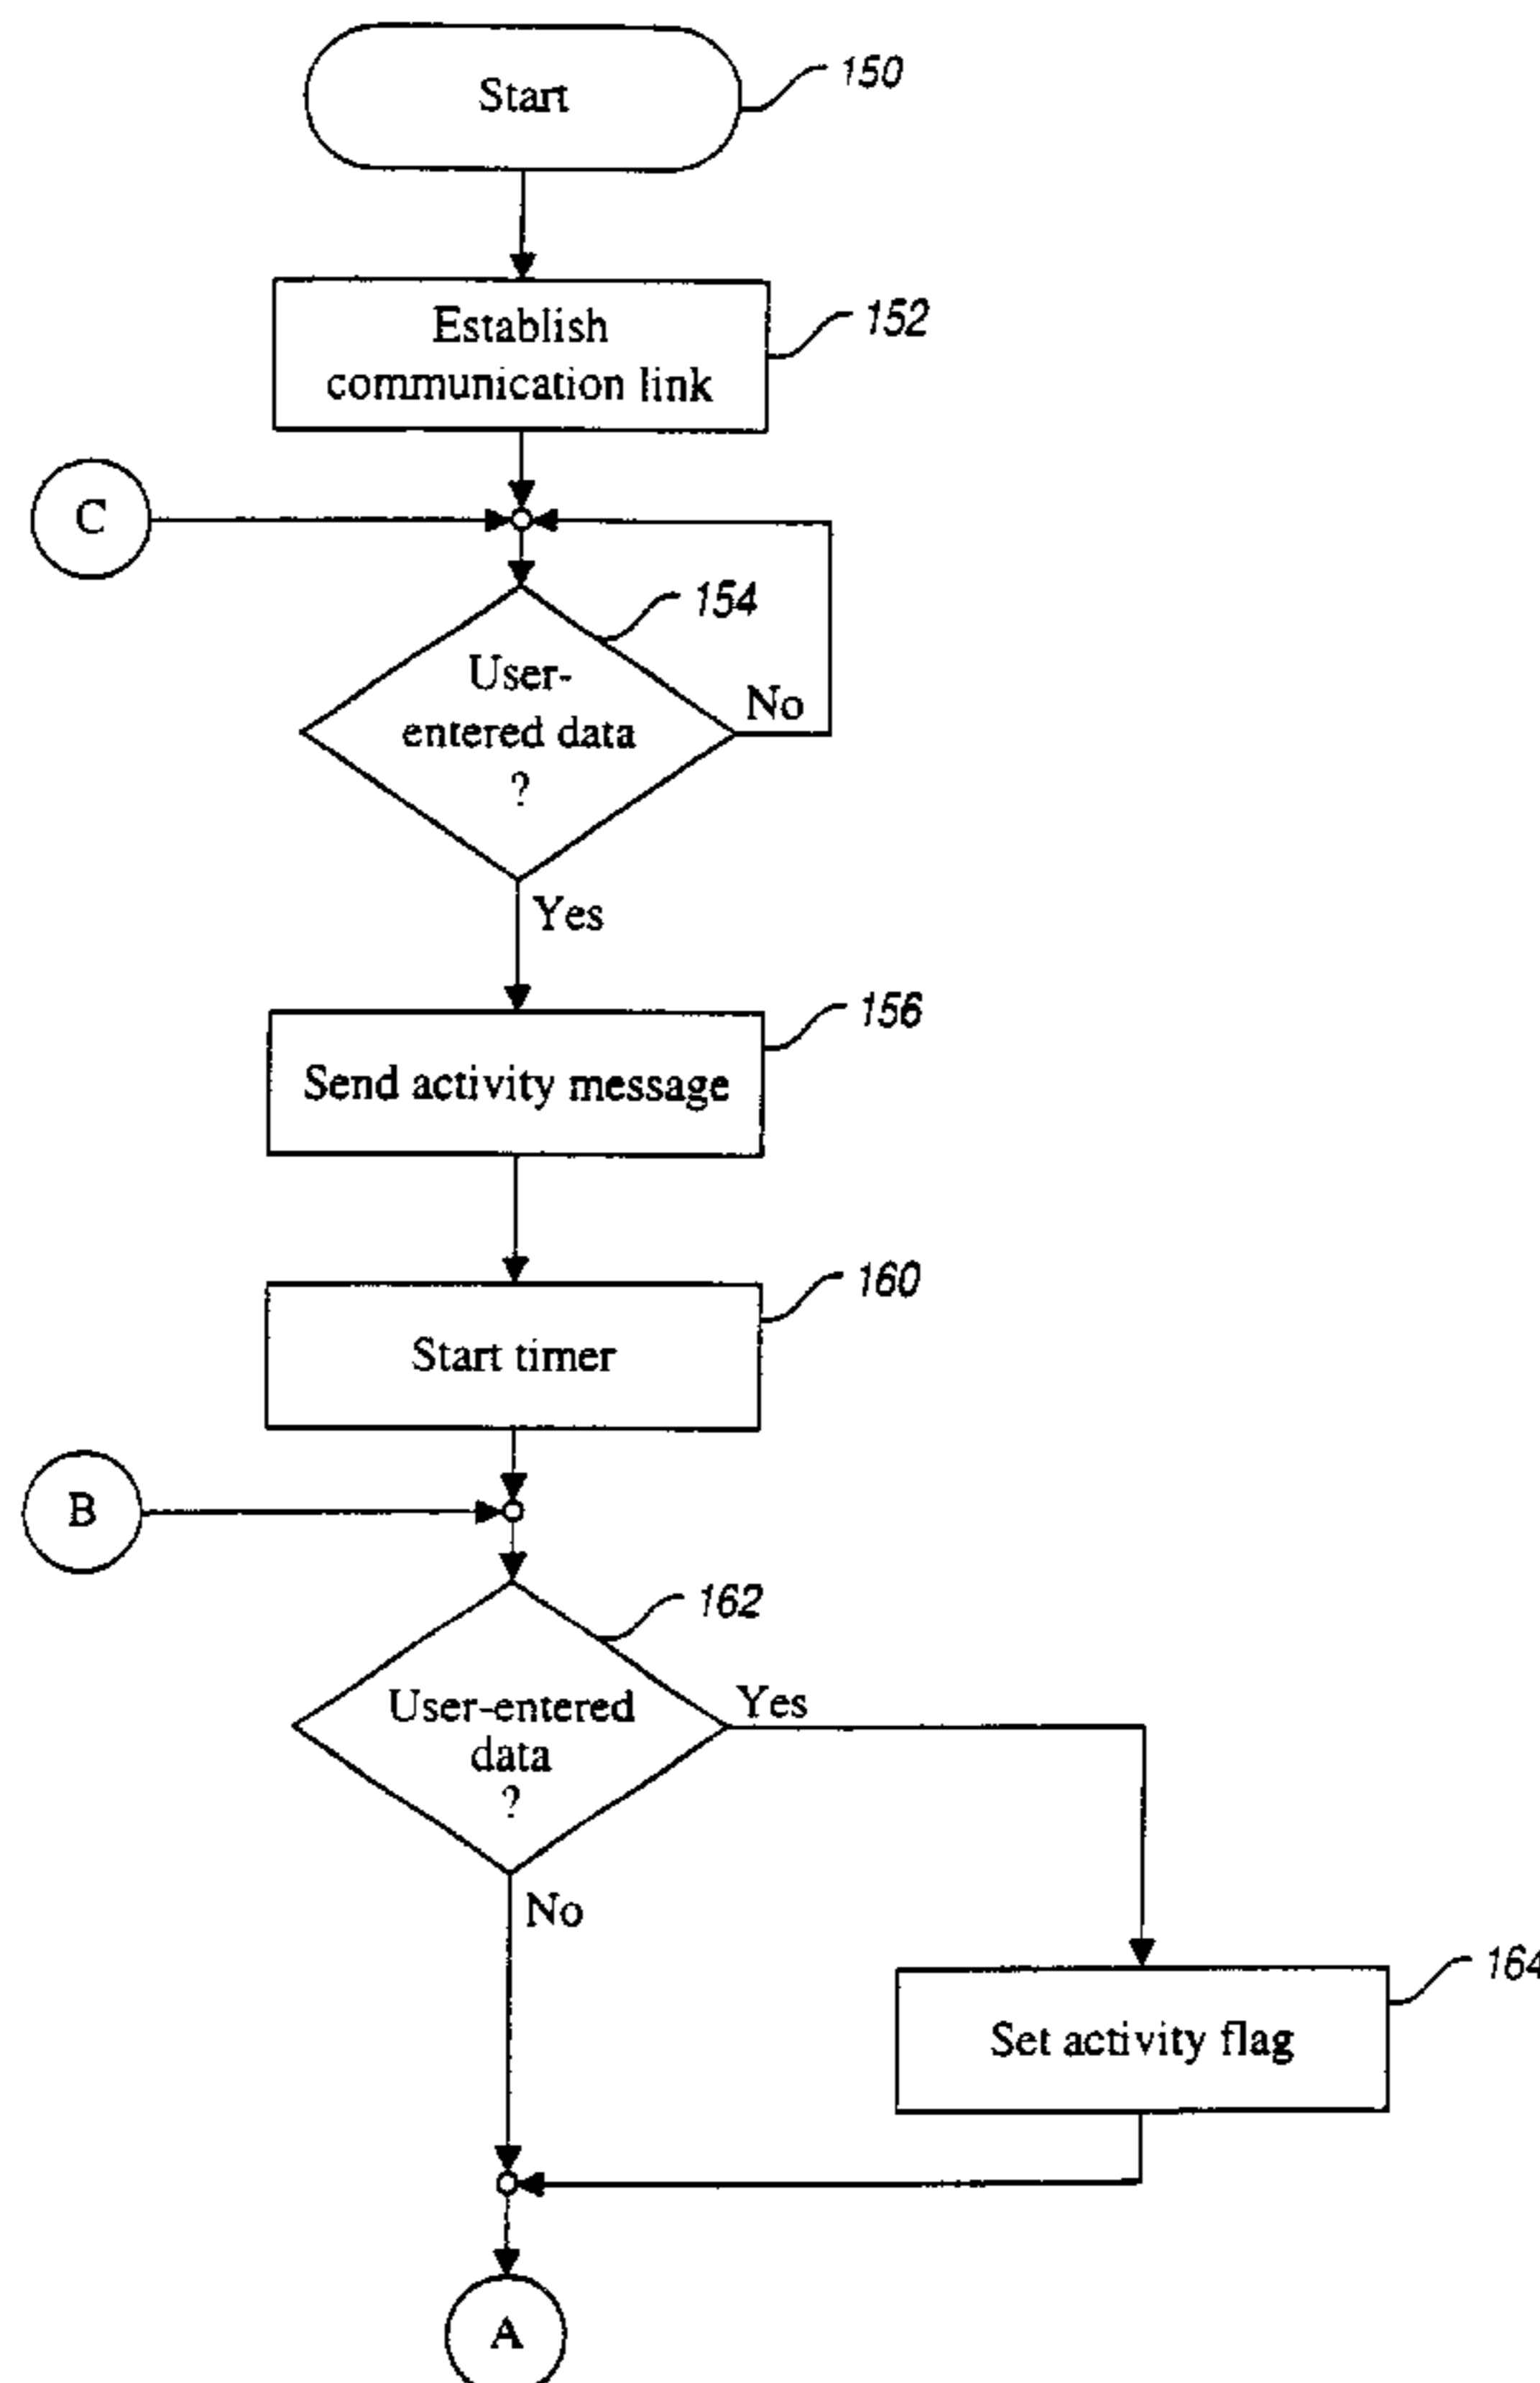 Start
150
Establish
communication link
152
C
154
User-
entered data
?
No
Yes
156
Send activity message
160
Start timer
B
162
User-entered
data
?
Yes
No
164
Set activity flag
A